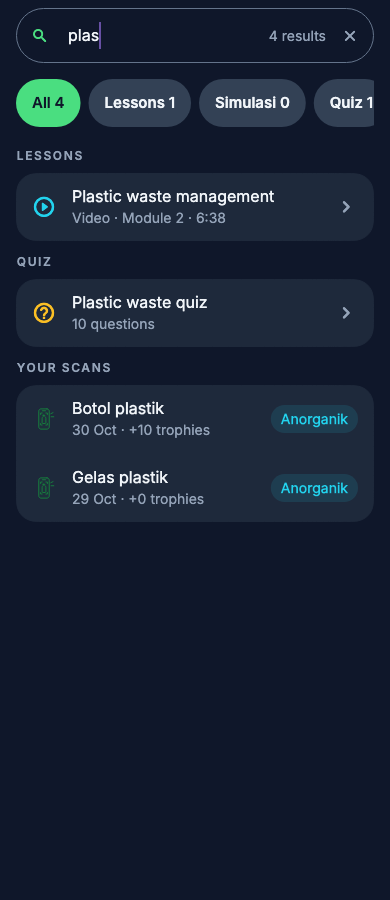 plas
4 results
All 4
Lessons 1
Simulasi 0
Quiz 1
LESSONS
Plastic waste management
Video · Module 2 · 6:38
QUIZ
Plastic waste quiz
10 questions
YOUR SCANS
Botol plastik
30 Oct · +10 trophies
Anorganik
Gelas plastik
29 Oct · +0 trophies
Anorganik